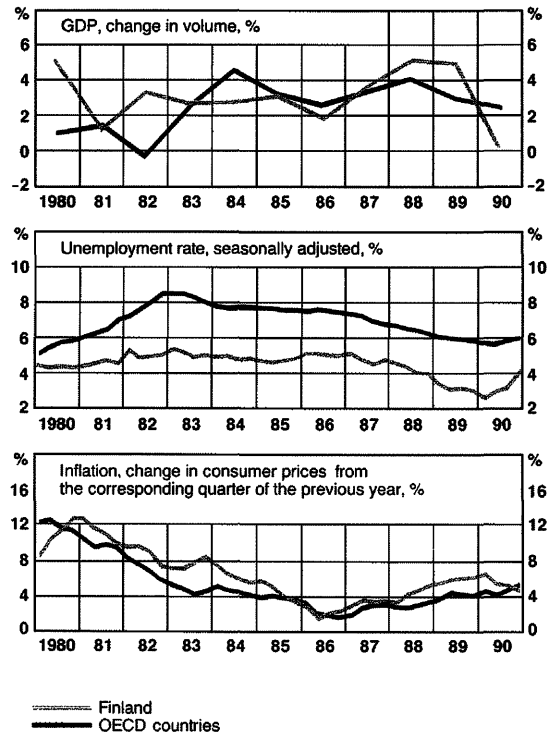 % GDP, change in volume, % %
6 6
4 4
2 2
0 0
-2 -2
1980 81 82 83 84 85 86 87 88 89 90
% Unemployment rate, seasonally adjusted, % %
10 10
8 8
6 6
4 4
2 2
1980 81 82 83 84 85 86 87 88 89 90
% Inflation, change in consumer prices from %
16 the corresponding quarter of the previous year, % 16
12 12
8 8
4 4
0 0
1980 81 82 83 84 85 86 87 88 89 90
Finland
OECD countries